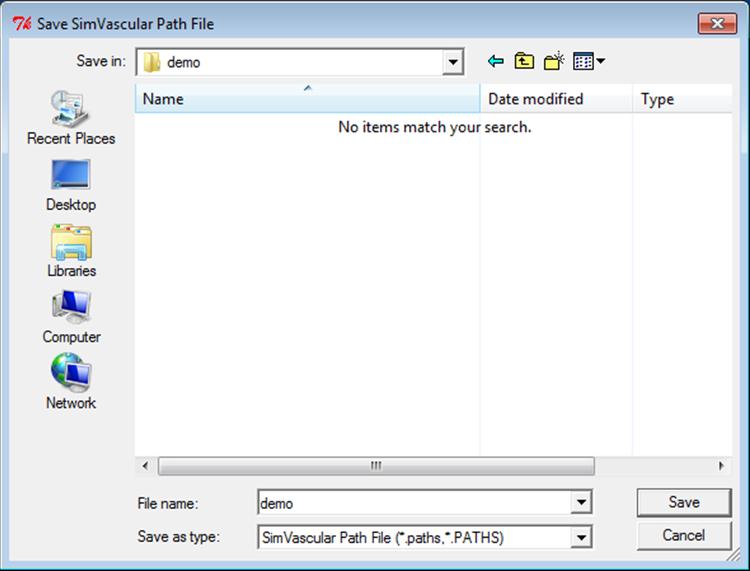 Save SimVascular Path File
Save in: demo
Name Date modified Type
No items match your search.
Recent Places
Desktop
Libraries
Computer
Network
File name: demo Save
Save as type: SimVascular Path File (*.paths,*.PATHS) Cancel